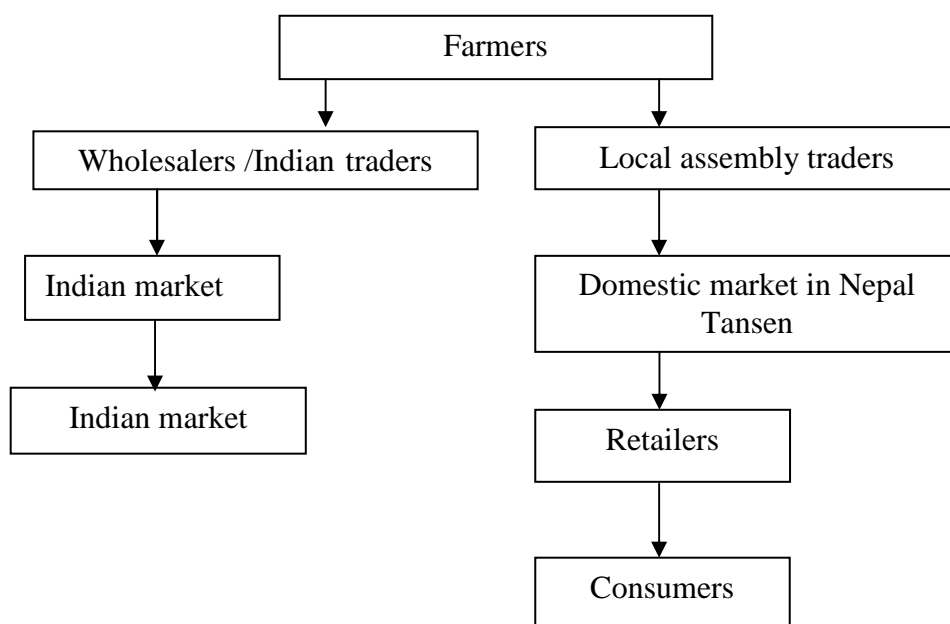 Farmers
Wholesalers /Indian traders
Local assembly traders
Indian market
Domestic market in Nepal
Tansen
Indian market
Retailers
Consumers